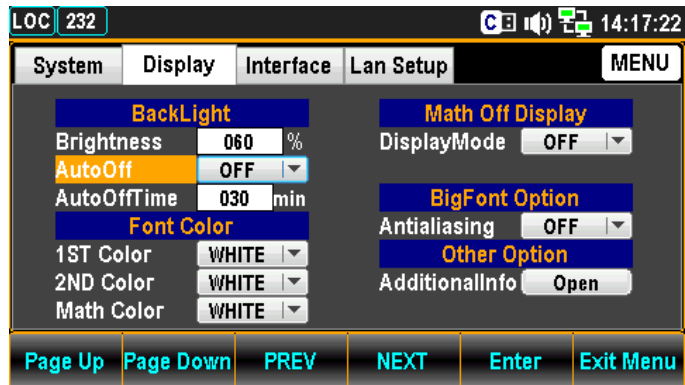 LOC 232 C 14:17:22
System Display Interface Lan Setup MENU
BackLight
Brightness 060 %
AutoOff OFF
AutoOffTime 030 min
Font Color
1ST Color WHITE
2ND Color WHITE
Math Color WHITE
Math Off Display
DisplayMode OFF
BigFont Option
Antialiasing OFF
Other Option
AdditionalInfo Open
Page Up Page Down PREV NEXT Enter Exit Menu